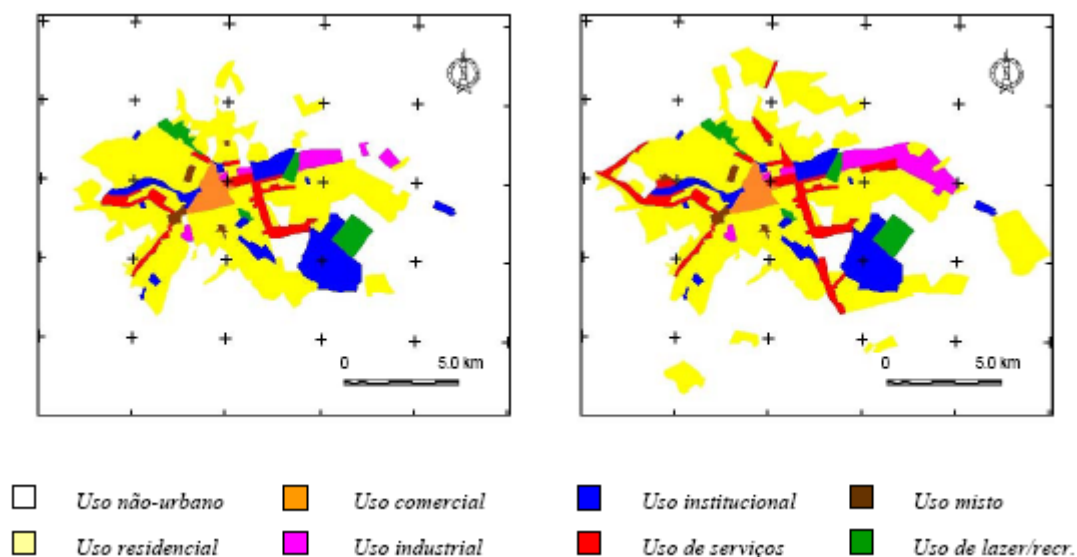 N N
0 5.0 km 0 5.0 km
Uso não-urbano Uso comercial Uso institucional Uso misto
Uso residencial Uso industrial Uso de serviços Uso de lazer/recr.